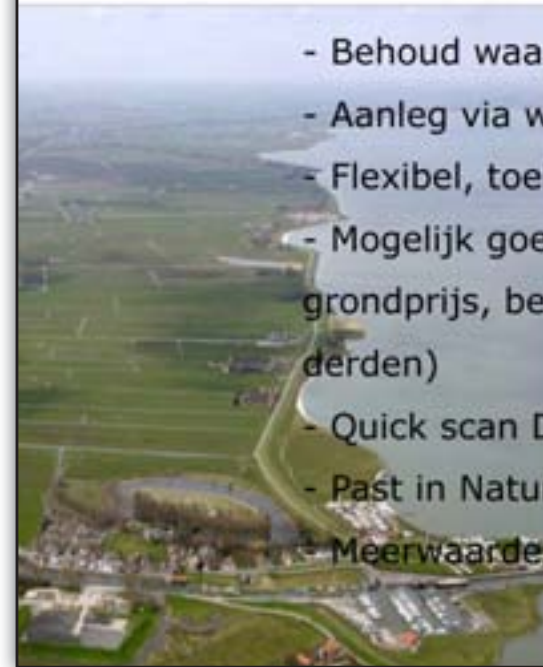 - Behoud waa
- Aanleg via w
- Flexibel, toe
- Mogelijk goe
grondprijs, be
derden)
- Quick scan D
- Past in Natu
- Meerwaarde